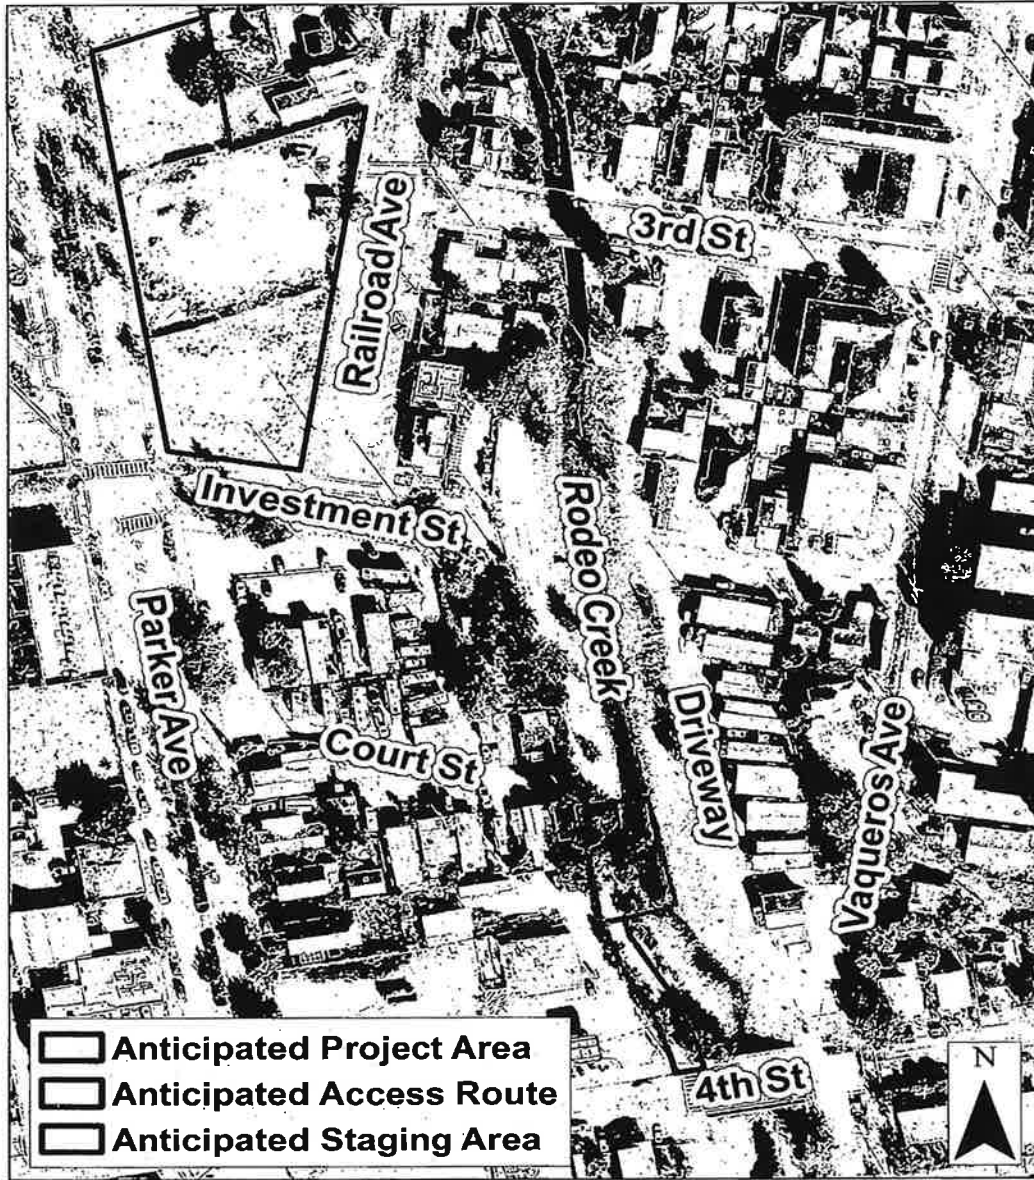 Railroad Ave
3rd St
Investment St
Rodeo Creek
Parker Ave
Court St
Driveway
Vaqueros Ave
4th St
Anticipated Project Area
Anticipated Access Route
Anticipated Staging Area
N